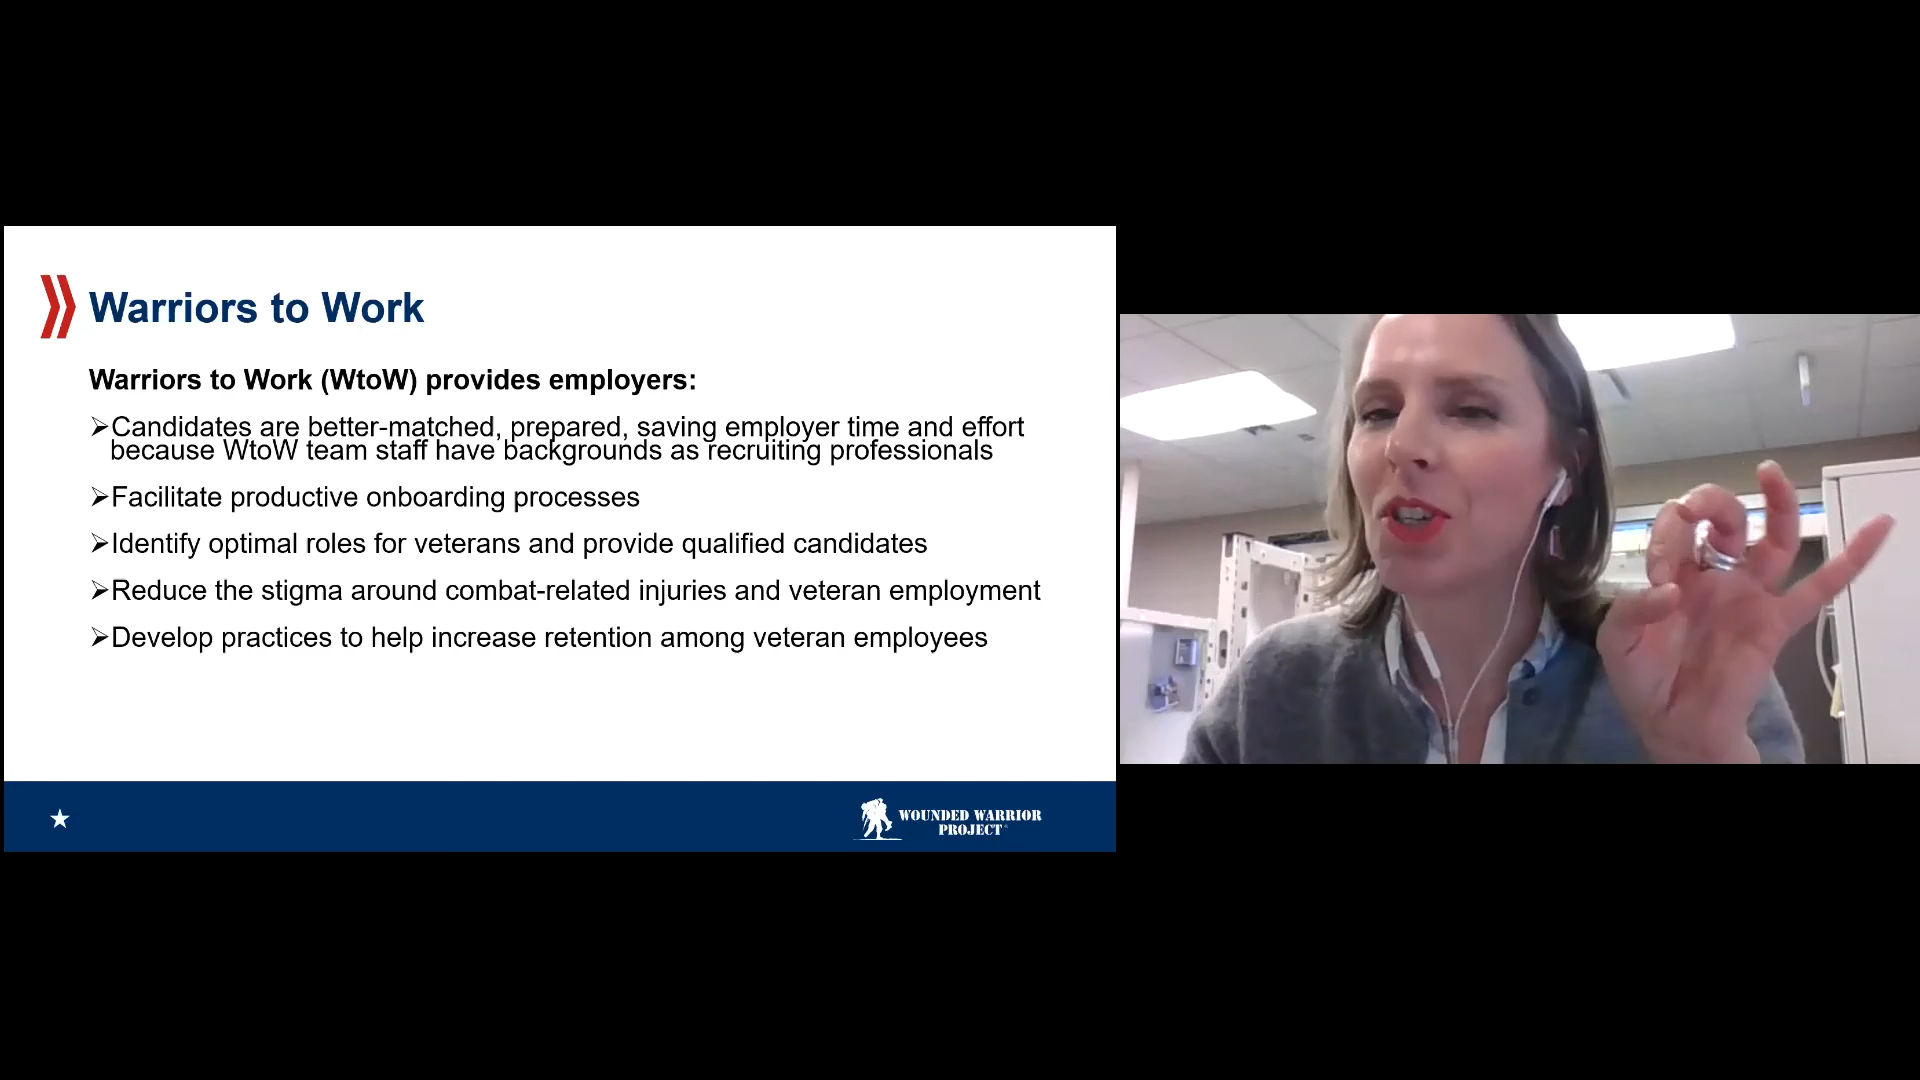 Warriors to Work
Warriors to Work (WtoW) provides employers:
➢Candidates are better-matched, prepared, saving employer time and effort
because WtoW team staff have backgrounds as recruiting professionals
➢Facilitate productive onboarding processes
➢Identify optimal roles for veterans and provide qualified candidates
➢Reduce the stigma around combat-related injuries and veteran employment
➢Develop practices to help increase retention among veteran employees
WOUNDED WARRIOR
PROJECT